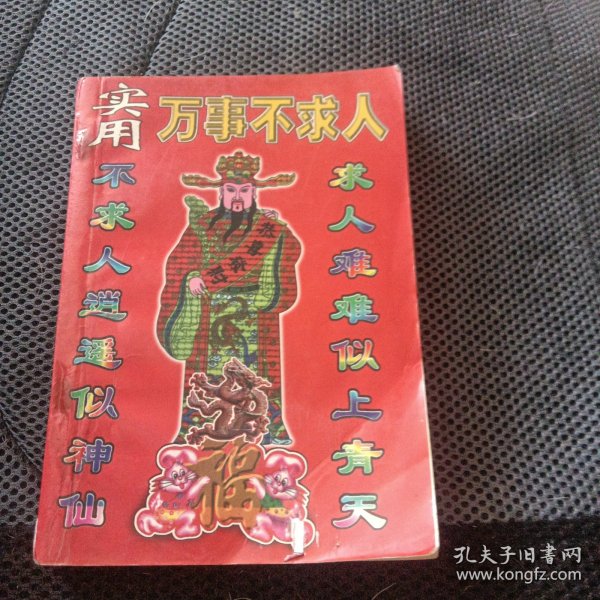 实用
万事不求人
求人难难似上青天
不求人逍遥似神仙
福
孔夫子旧书网
www.kongfz.com